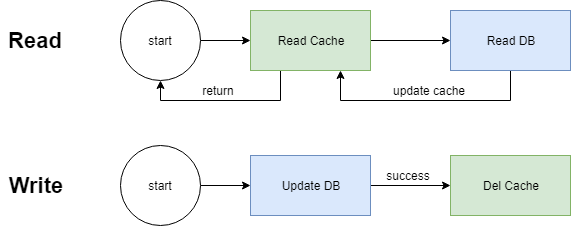 Read
start
Read Cache
Read DB
return
update cache
Write
start
Update DB
success
Del Cache